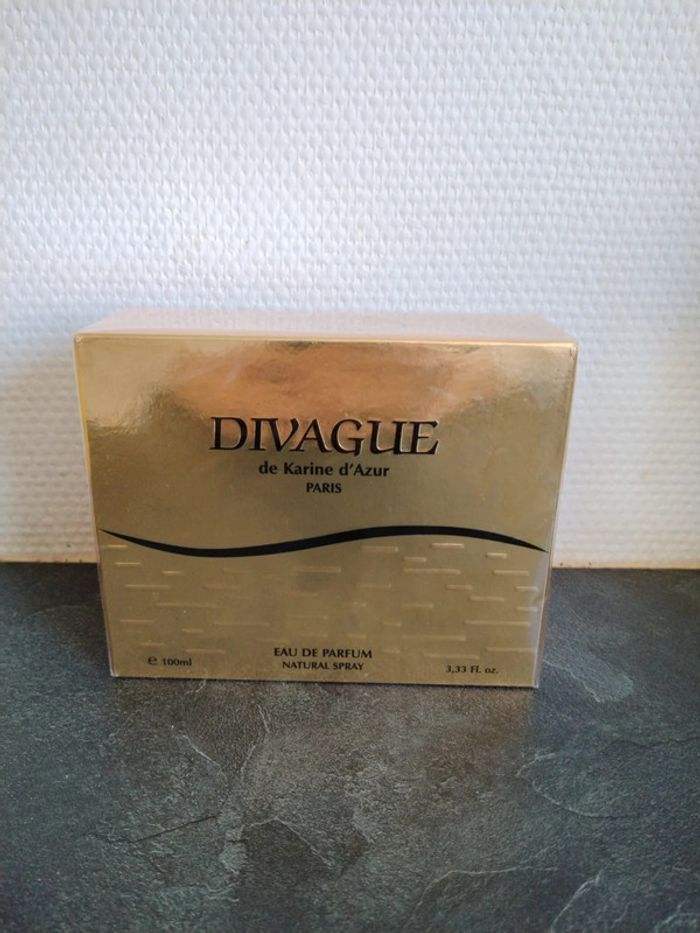 DIVAGUE
de Karine d'Azur
PARIS
EAU DE PARFUM
NATURAL SPRAY
℮ 100ml
3,33 Fl. oz.